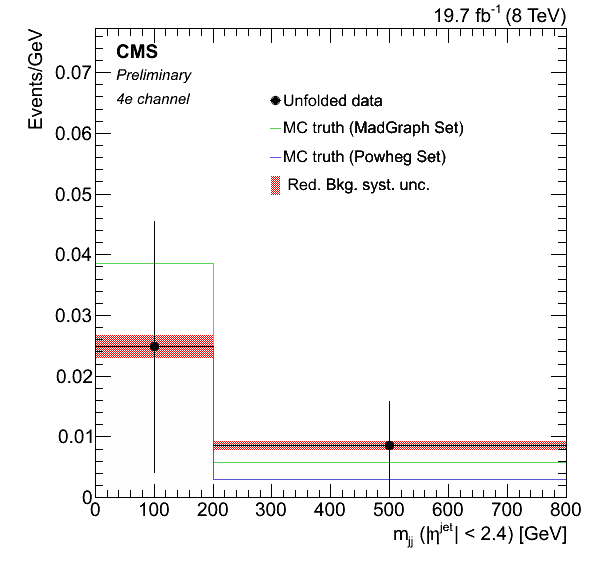 19.7 fb⁻¹ (8 TeV)
Events/GeV
CMS
Preliminary
4e channel
Unfolded data
MC truth (MadGraph Set)
MC truth (Powheg Set)
Red. Bkg. syst. unc.
0.07
0.06
0.05
0.04
0.03
0.02
0.01
0
0 100 200 300 400 500 600 700 800
m_jj (|η^jet| < 2.4) [GeV]